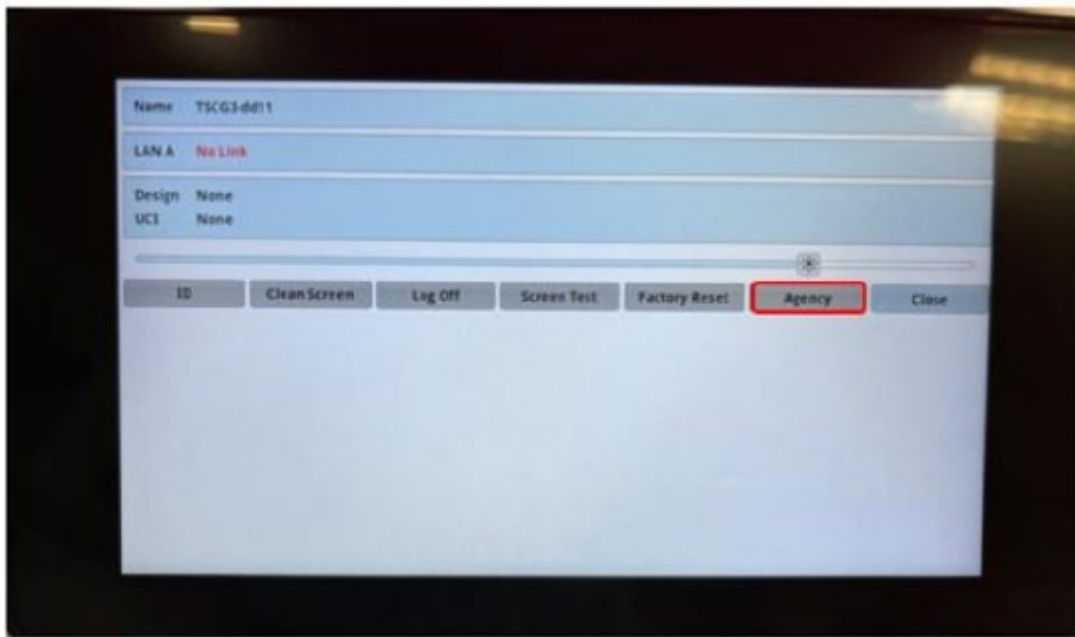 Name TSCG3-dd11
LAN A No Link
Design None
UCI None
ID Clean Screen Log Off Screen Test Factory Reset Agency Close